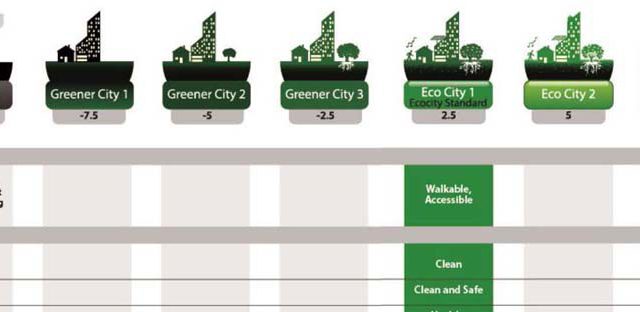 Greener City 1
-7.5
Greener City 2
-5
Greener City 3
-2.5
Eco City 1
Ecocity Standard
2.5
Eco City 2
5
Walkable,
Accessible
Clean
Clean and Safe